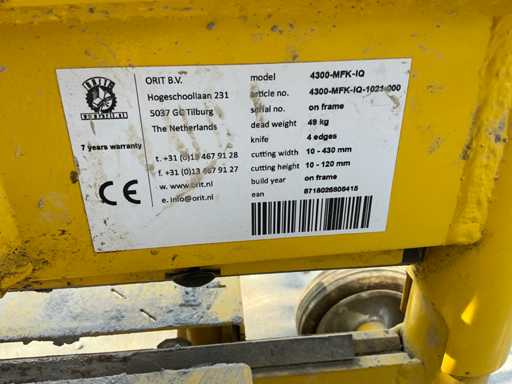 ORIT
7 years warranty
CE
ORIT B.V.
Hogeschoollaan 231
5037 GC Tilburg
The Netherlands
t. +31 (0)13 467 91 28
f. +31 (0)13 467 91 27
w. www.orit.nl
e. info@orit.nl
model 4300-MFK-IQ
article no. 4300-MFK-IQ-1021-000
serial no. on frame
dead weight 49 kg
knife 4 edges
cutting width 10 - 430 mm
cutting height 10 - 120 mm
build year on frame
ean 8718026806415